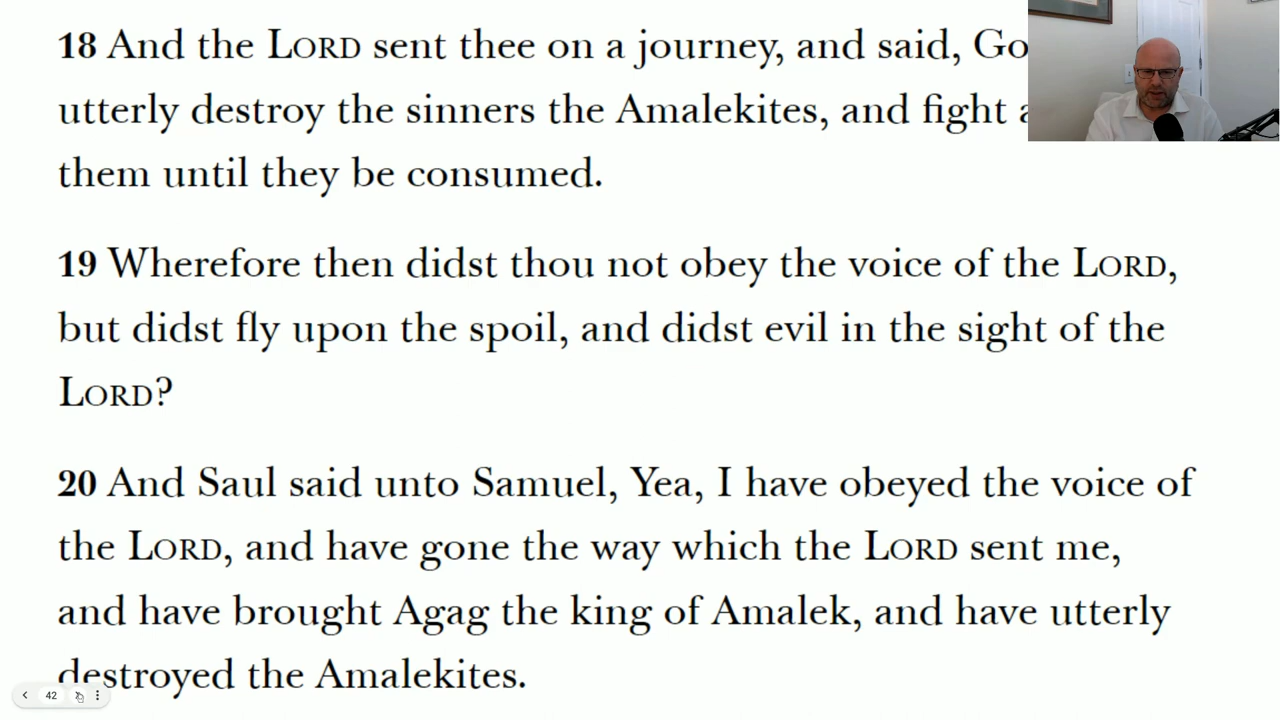 18 And the LORD sent thee on a journey, and said, Go
utterly destroy the sinners the Amalekites, and fight
them until they be consumed.
19 Wherefore then didst thou not obey the voice of the LORD,
but didst fly upon the spoil, and didst evil in the sight of the
LORD?
20 And Saul said unto Samuel, Yea, I have obeyed the voice of
the LORD, and have gone the way which the LORD sent me,
and have brought Agag the king of Amalek, and have utterly
destroyed the Amalekites.
42